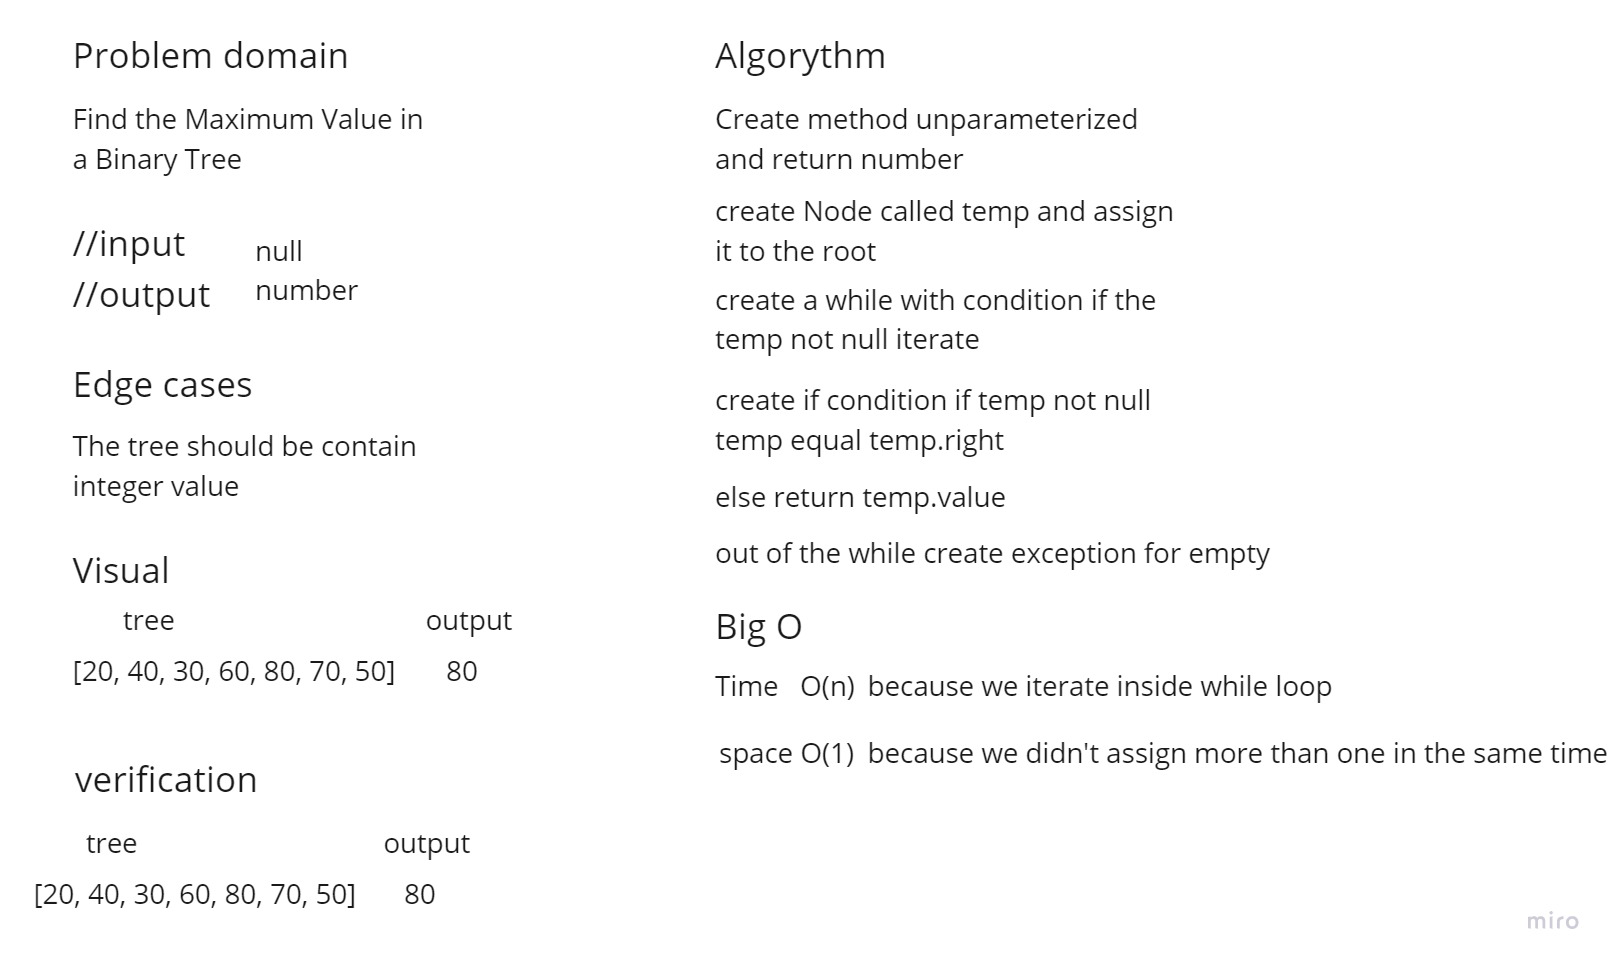 Problem domain
Find the Maximum Value in
a Binary Tree
//input null
//output number
Edge cases
The tree should be contain
integer value
Visual
tree output
[20, 40, 30, 60, 80, 70, 50] 80
verification
tree output
[20, 40, 30, 60, 80, 70, 50] 80
Algorythm
Create method unparameterized
and return number
create Node called temp and assign
it to the root
create a while with condition if the
temp not null iterate
create if condition if temp not null
temp equal temp.right
else return temp.value
out of the while create exception for empty
Big O
Time O(n) because we iterate inside while loop
space O(1) because we didn't assign more than one in the same time
miro